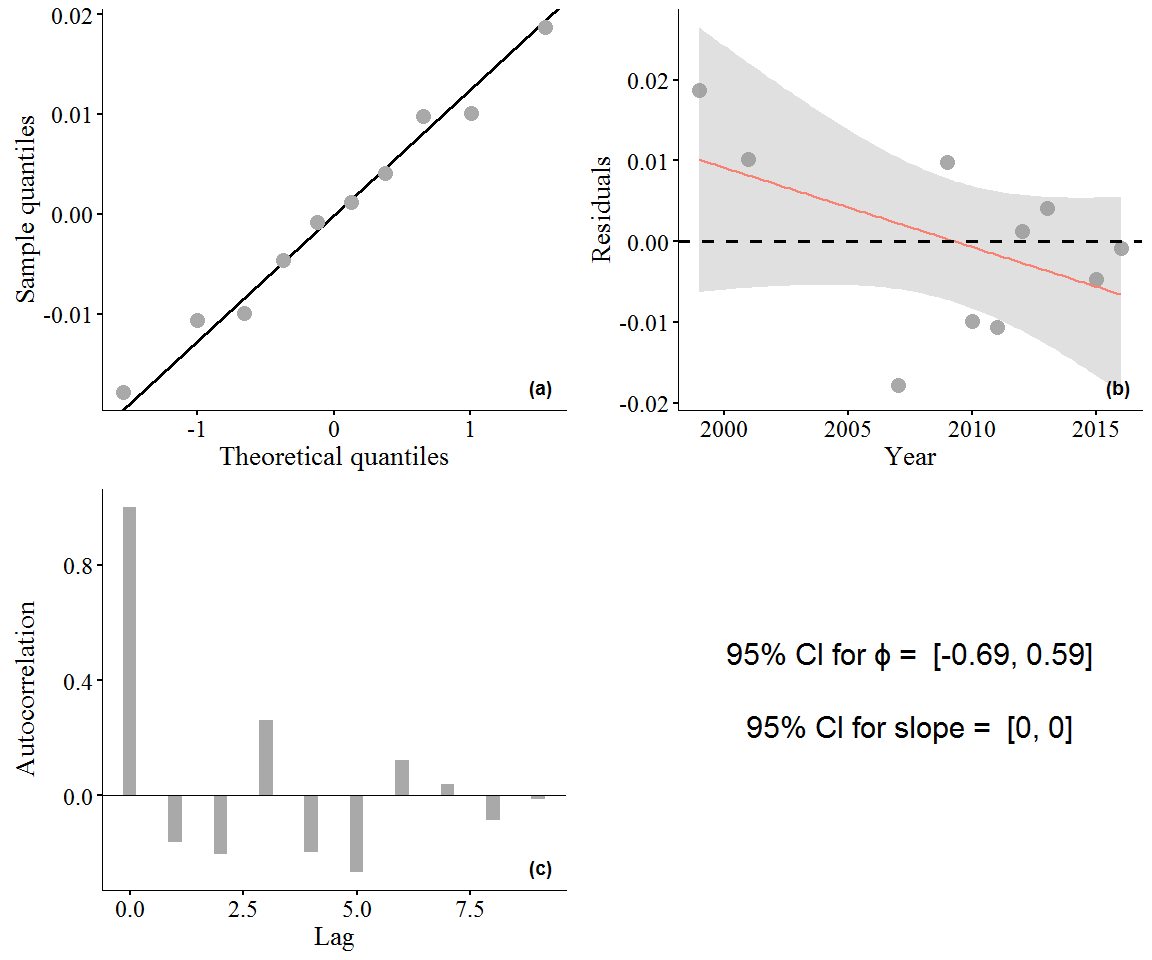 0.02
0.01
0.00
-0.01
Sample quantiles
-1
0
1
Theoretical quantiles
(a)
0.02
0.01
0.00
-0.01
-0.02
Residuals
2000
2005
2010
2015
Year
(b)
0.8
0.4
0.0
Autocorrelation
0.0
2.5
5.0
7.5
Lag
(c)
95% CI for ϕ = [-0.69, 0.59]
95% CI for slope = [0, 0]